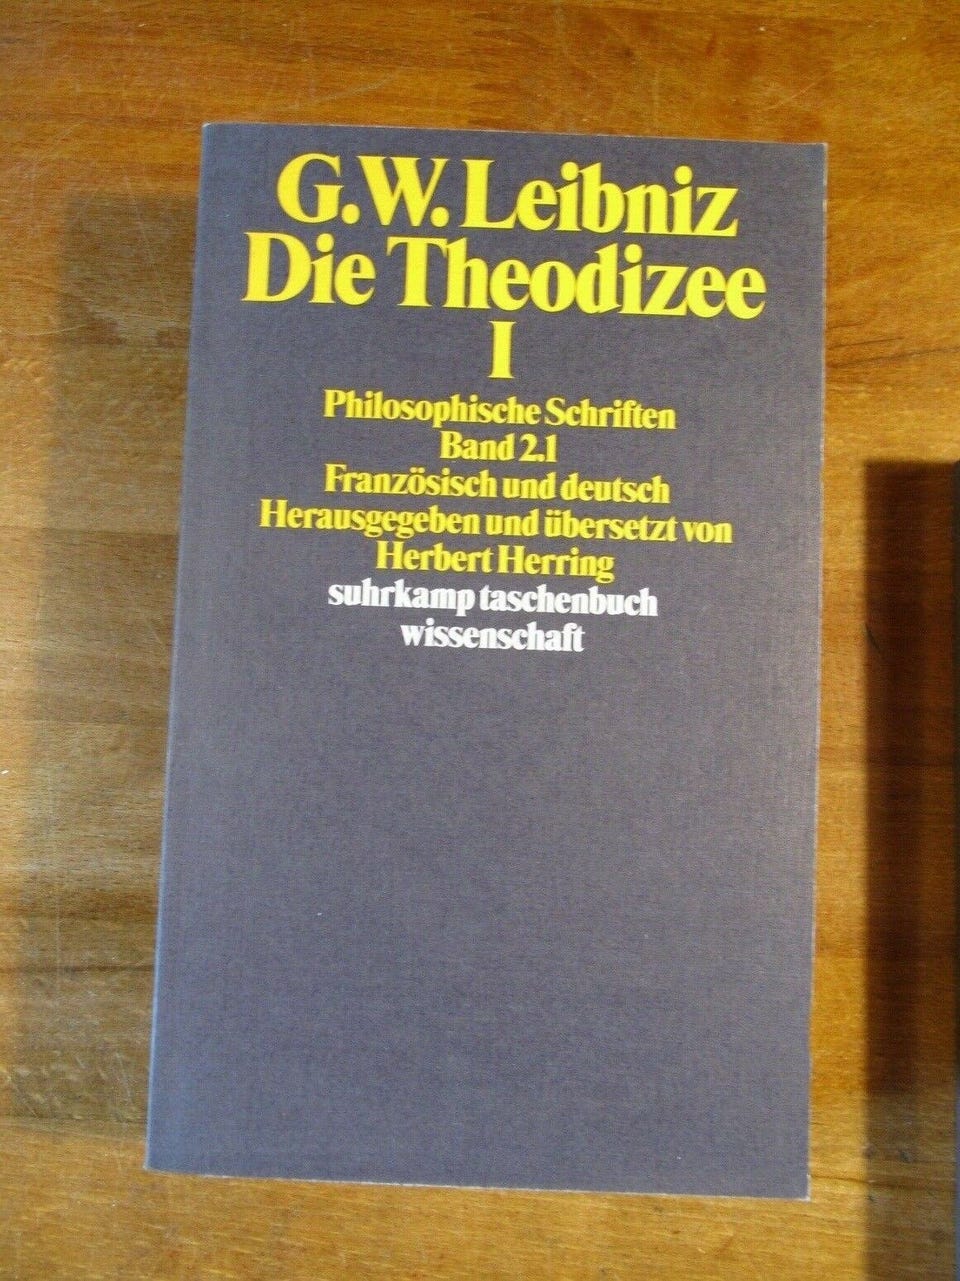 G.W. Leibniz
Die Theodizee
I
Philosophische Schriften
Band 2.1
Französisch und deutsch
Herausgegeben und übersetzt von
Herbert Herring
suhrkamp taschenbuch
wissenschaft